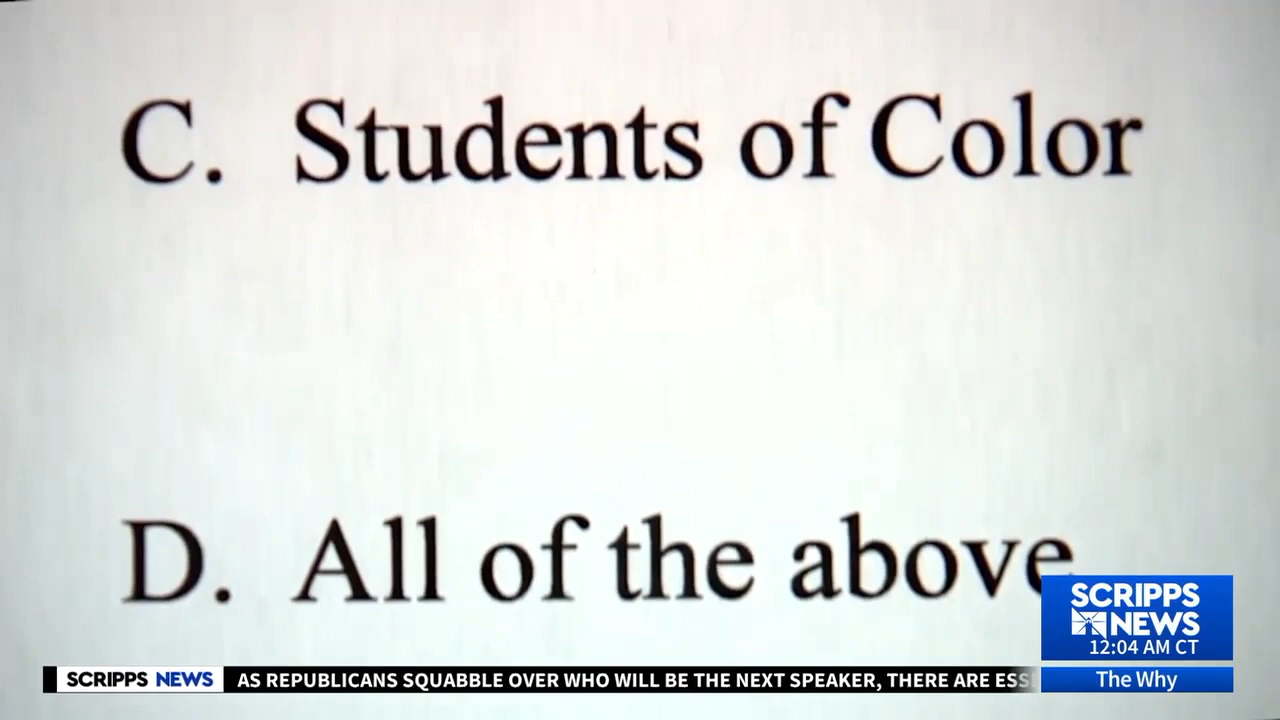 C. Students of Color
D. All of the above
SCRIPPS
NEWS
12:04 AM CT
SCRIPPS NEWS AS REPUBLICANS SQUABBLE OVER WHO WILL BE THE NEXT SPEAKER, THERE ARE
The Why